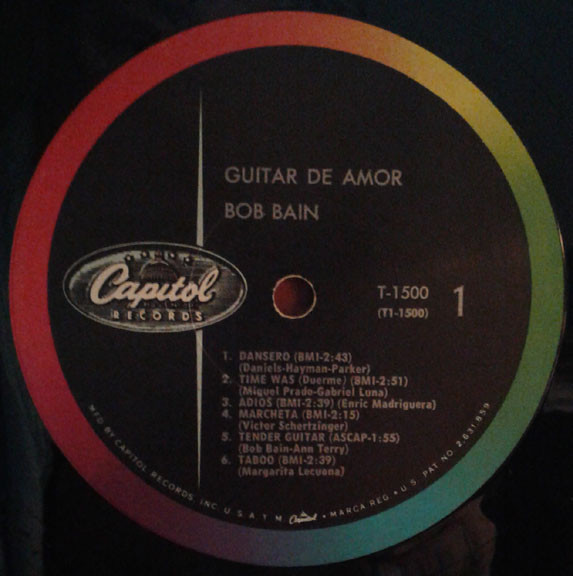 GUITAR DE AMOR
BOB BAIN
Capitol
RECORDS
T-1500
(T1-1500)
1
1. DANSERO (BMI-2:43)
(Daniels-Hayman-Parker)
2. TIME WAS (Duerme) (BMI-2:51)
(Miguel Prado-Gabriel Luna)
3. ADIOS (BMI-2:39) (Enric Madriguera)
4. MARCHETA (BMI-2:15)
(Victor Schertzinger)
5. TENDER GUITAR (ASCAP-1:55)
(Bob Bain-Ann Terry)
6. TABOO (BMI-2:39)
(Margarita Lecuona)
MFD BY CAPITOL RECORDS, INC. U.S.A. T.M. Capitol • MARCA REG. • U.S. PAT. NO. 2,631,859